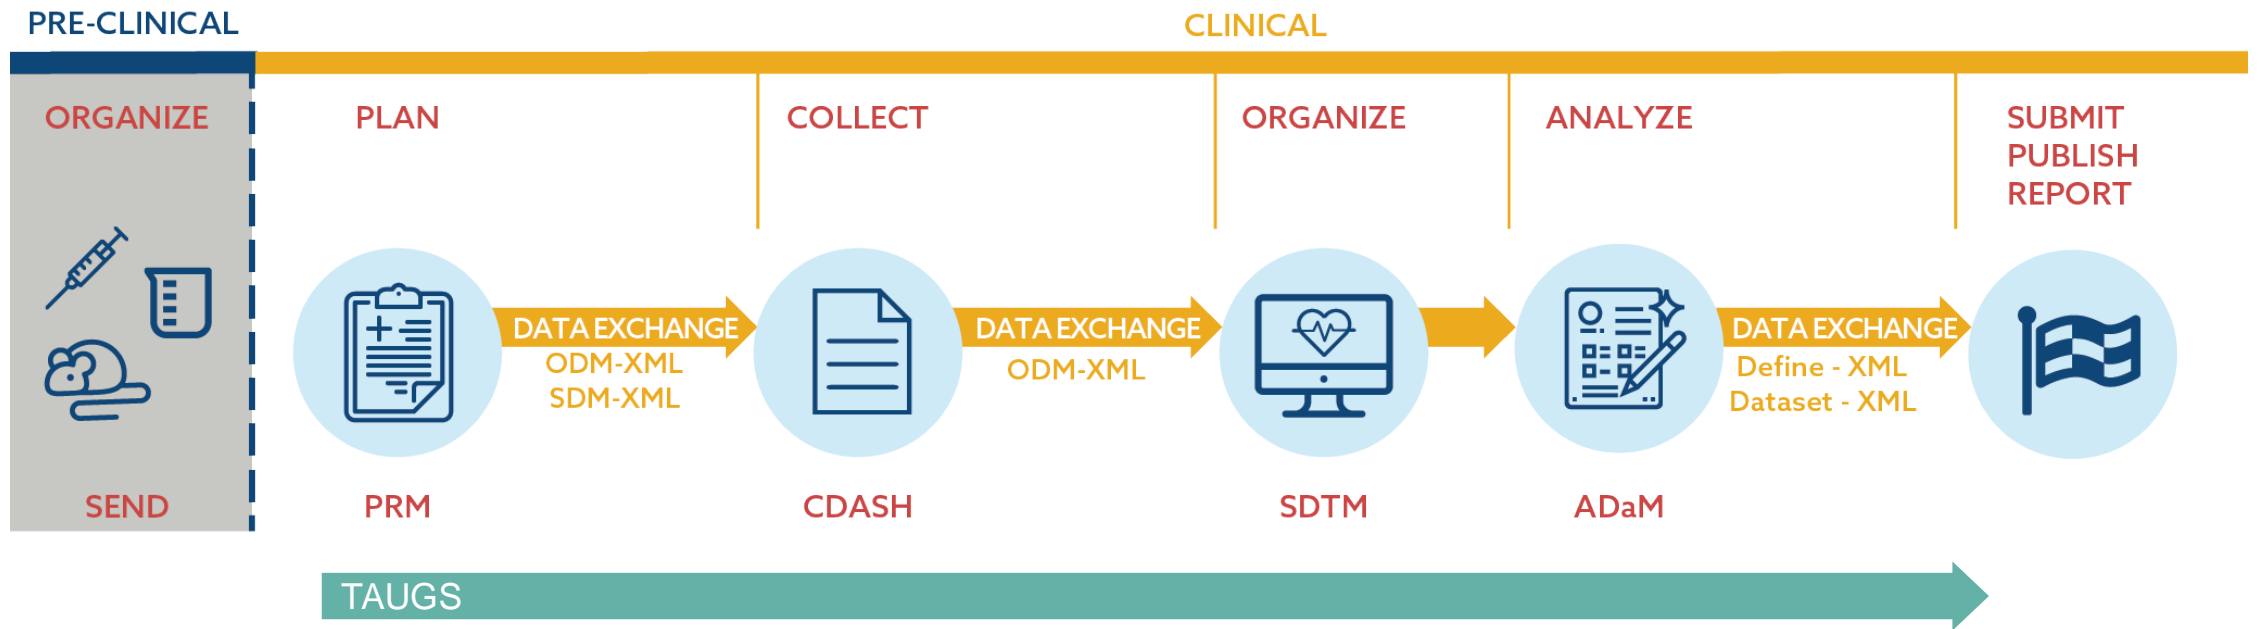 PRE-CLINICAL
CLINICAL
ORGANIZE
PLAN
COLLECT
ORGANIZE
ANALYZE
SUBMIT
PUBLISH
REPORT
DATA EXCHANGE
ODM-XML
SDM-XML
DATA EXCHANGE
ODM-XML
DATA EXCHANGE
Define - XML
Dataset - XML
SEND
PRM
CDASH
SDTM
ADaM
TAUGS